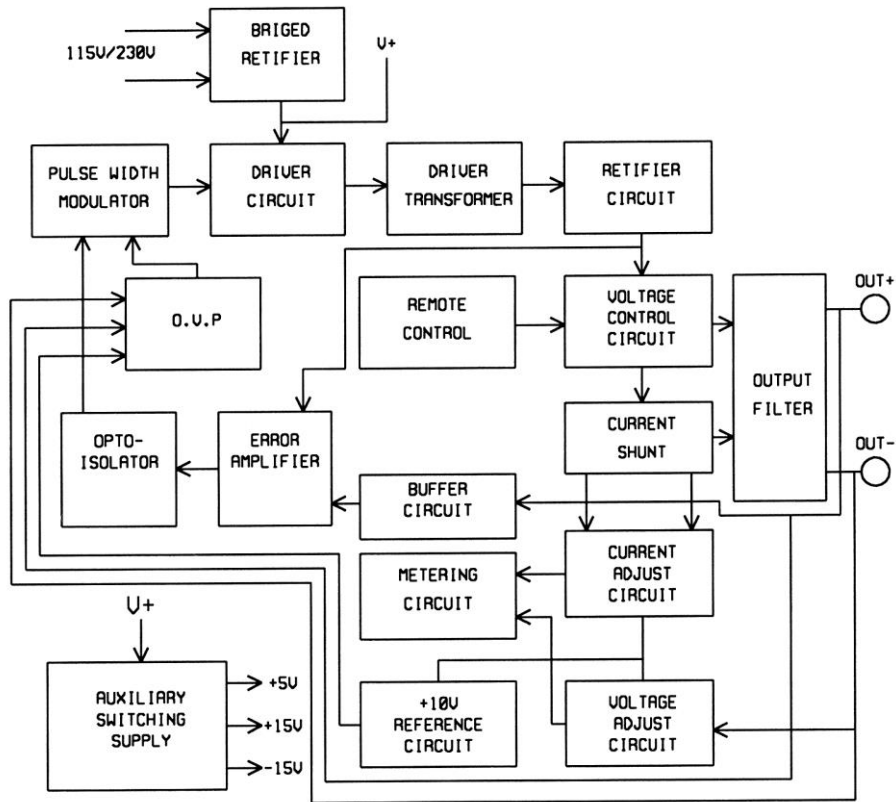 BRIGED
RETIFIER
115V/230V
V+
PULSE WIDTH
MODULATOR
DRIVER
CIRCUIT
DRIVER
TRANSFORMER
RETIFIER
CIRCUIT
O.V.P
REMOTE
CONTROL
VOLTAGE
CONTROL
CIRCUIT
OUTPUT
FILTER
OUT+
OUT-
OPTO-
ISOLATOR
ERROR
AMPLIFIER
CURRENT
SHUNT
BUFFER
CIRCUIT
METERING
CIRCUIT
CURRENT
ADJUST
CIRCUIT
V+
AUXILIARY
SWITCHING
SUPPLY
+5V
+15V
-15V
+10V
REFERENCE
CIRCUIT
VOLTAGE
ADJUST
CIRCUIT